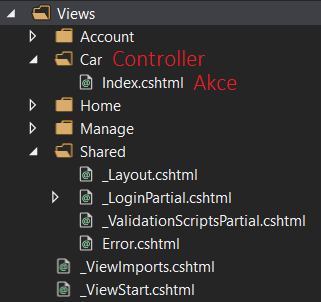 Views
Account
Car Controller
Index.cshtml Akce
Home
Manage
Shared
_Layout.cshtml
_LoginPartial.cshtml
_ValidationScriptsPartial.cshtml
Error.cshtml
_ViewImports.cshtml
_ViewStart.cshtml